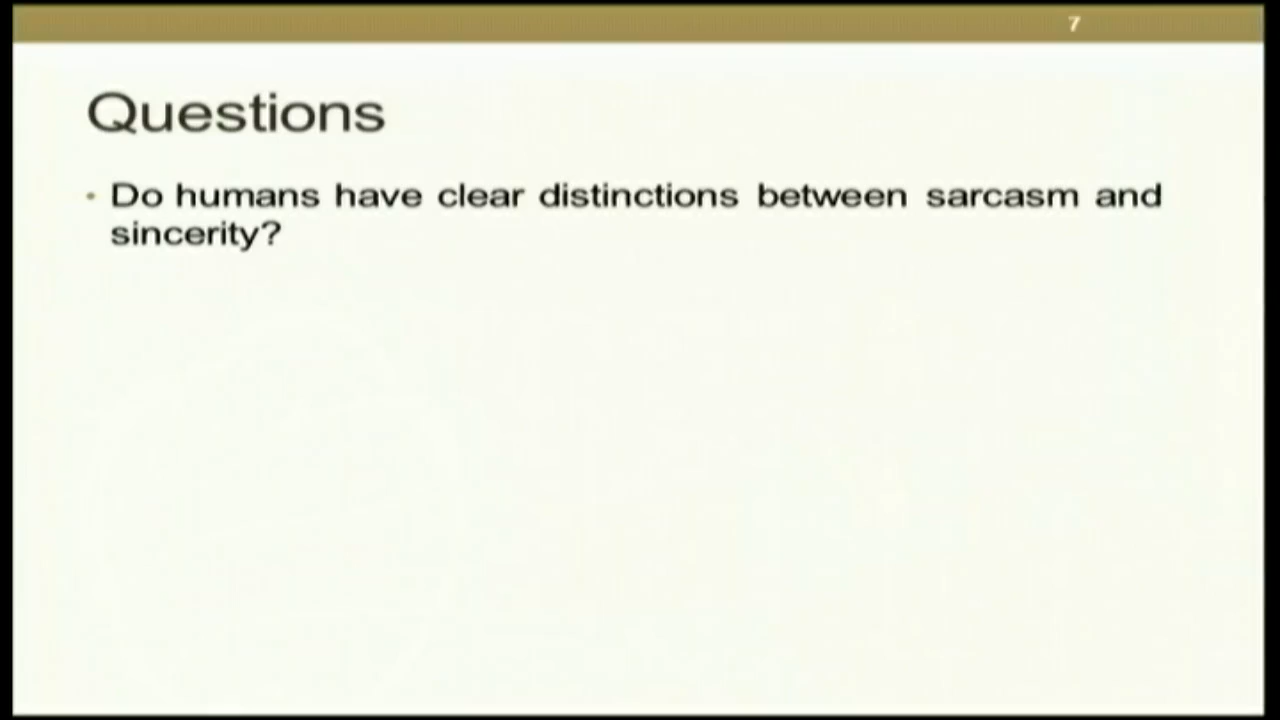 7
Questions
• Do humans have clear distinctions between sarcasm and
sincerity?